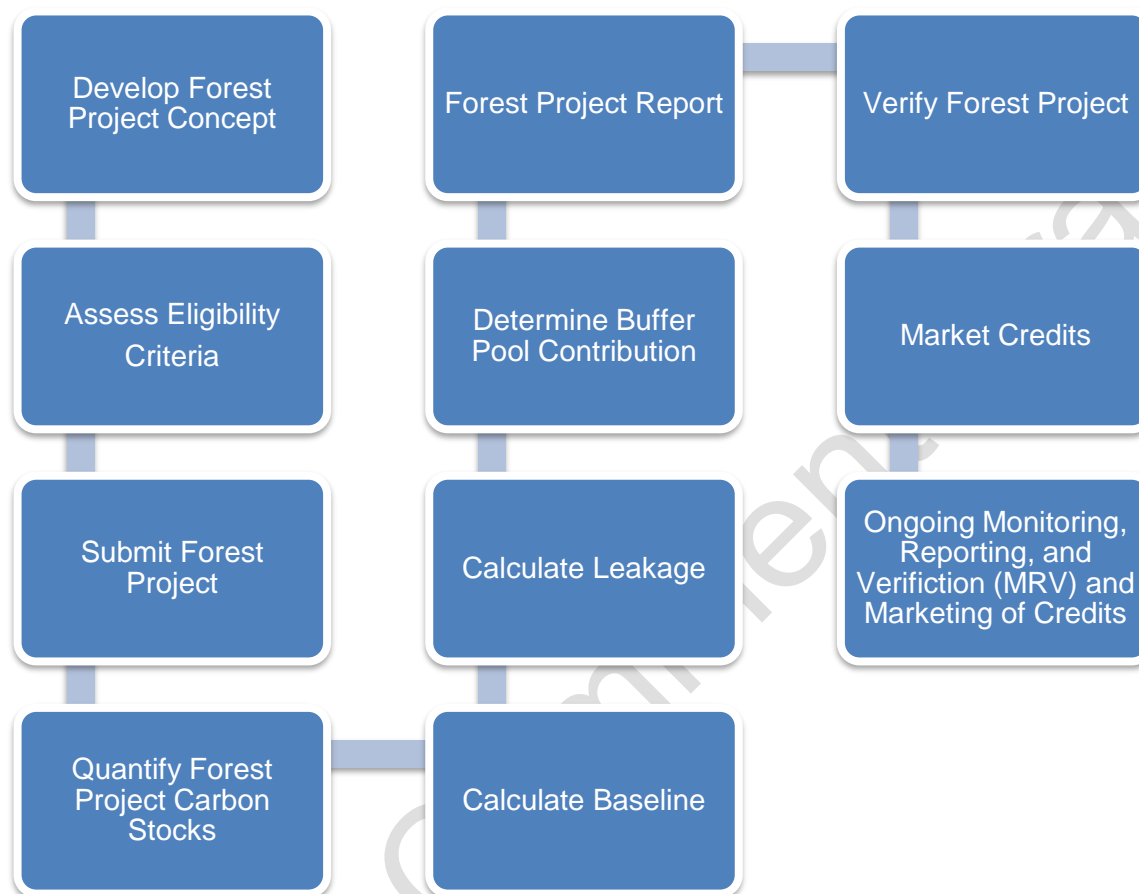 Develop Forest
Project Concept
Assess Eligibility
Criteria
Submit Forest
Project
Quantify Forest
Project Carbon
Stocks
Calculate Baseline
Calculate Leakage
Determine Buffer
Pool Contribution
Forest Project Report
Verify Forest Project
Market Credits
Ongoing Monitoring,
Reporting, and
Verifiction (MRV) and
Marketing of Credits